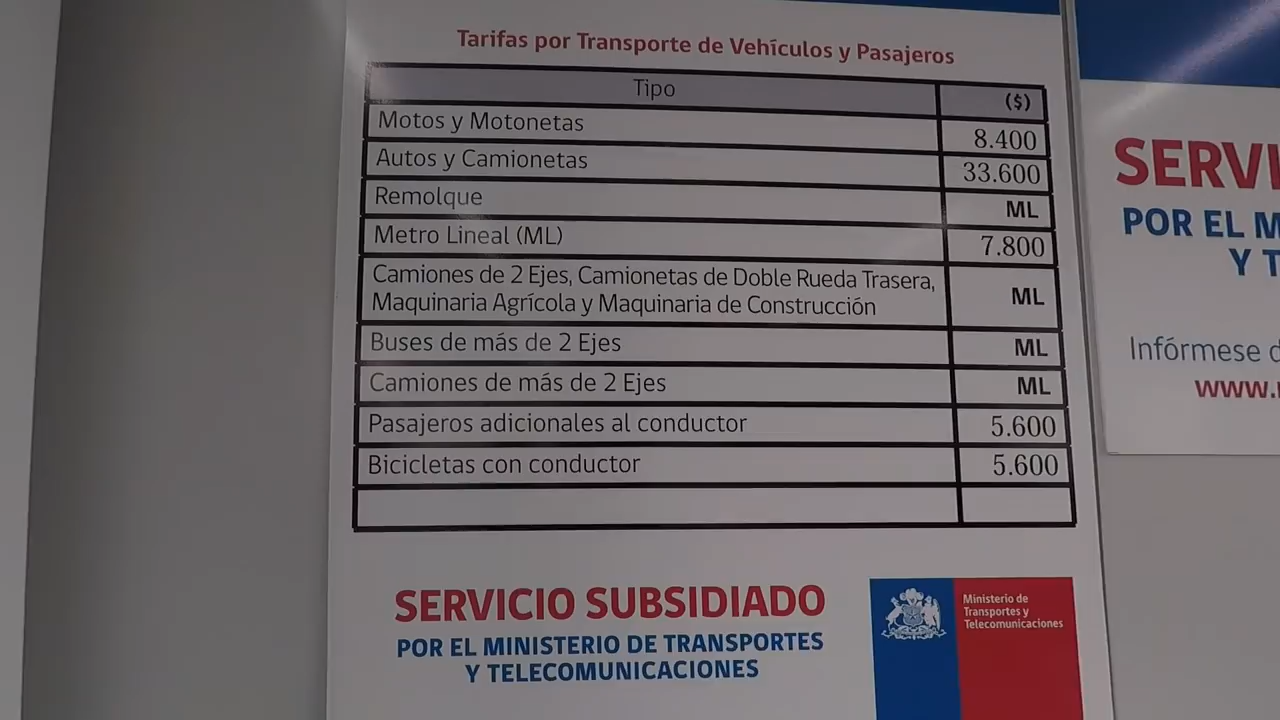 Tarifas por Transporte de Vehículos y Pasajeros
Tipo ($)
Motos y Motonetas 8.400
Autos y Camionetas 33.600
Remolque ML
Metro Lineal (ML) 7.800
Camiones de 2 Ejes, Camionetas de Doble Rueda Trasera,
Maquinaria Agrícola y Maquinaria de Construcción ML
Buses de más de 2 Ejes ML
Camiones de más de 2 Ejes ML
Pasajeros adicionales al conductor 5.600
Bicicletas con conductor 5.600
SERVICIO SUBSIDIADO
POR EL MINISTERIO DE TRANSPORTES
Y TELECOMUNICACIONES
Ministerio de
Transportes y
Telecomunicaciones
SERVI
POR EL M
Y T
Infórmese
www.